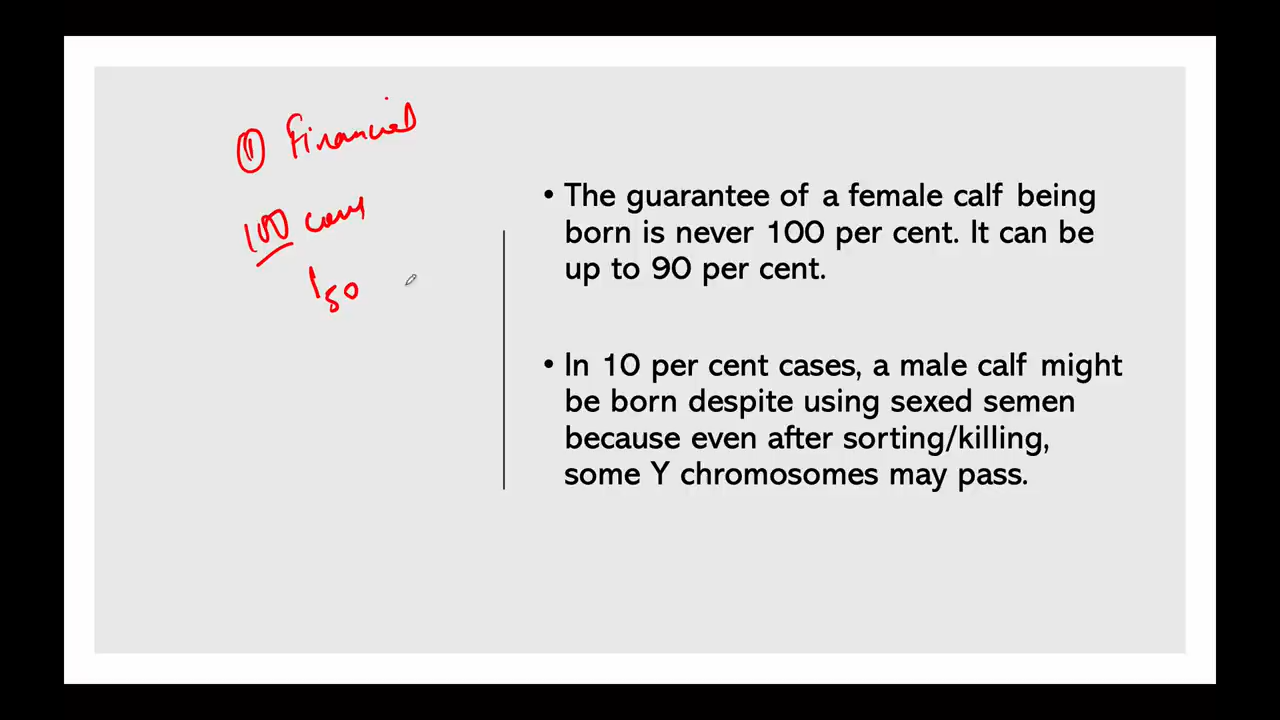 ① Financial
100 cows
50
• The guarantee of a female calf being
born is never 100 per cent. It can be
up to 90 per cent.
• In 10 per cent cases, a male calf might
be born despite using sexed semen
because even after sorting/killing,
some Y chromosomes may pass.